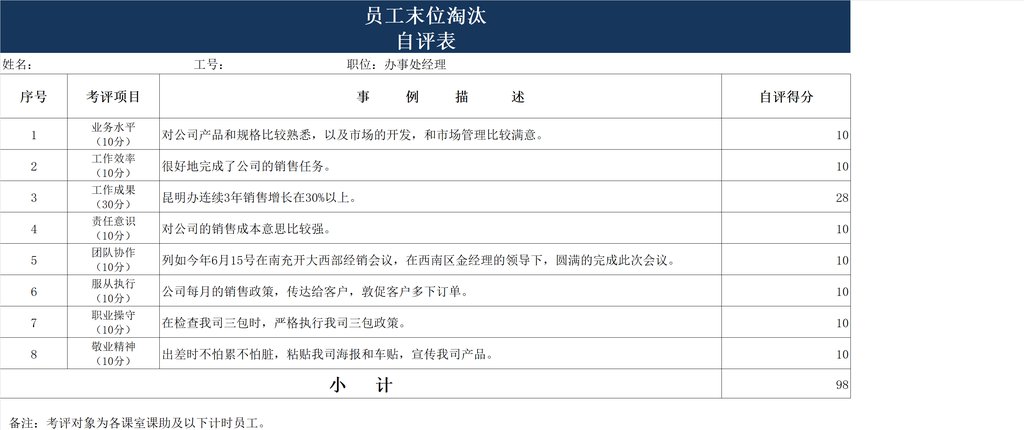 员工末位淘汰
自评表
姓名： 工号： 职位：办事处经理
序号 考评项目 事 例 描 述 自评得分
1 业务水平（10分） 对公司产品和规格比较熟悉，以及市场的开发，和市场管理比较满意。 10
2 工作效率（10分） 很好地完成了公司的销售任务。 10
3 工作成果（30分） 昆明办连续3年销售增长在30%以上。 28
4 责任意识（10分） 对公司的销售成本意思比较强。 10
5 团队协作（10分） 列如今年6月15号在南充开大西部经销会议，在西南区金经理的领导下，圆满的完成此次会议。 10
6 服从执行（10分） 公司每月的销售政策，传达给客户，敦促客户多下订单。 10
7 职业操守（10分） 在检查我司三包时，严格执行我司三包政策。 10
8 敬业精神（10分） 出差时不怕累不怕脏，粘贴我司海报和车贴，宣传我司产品。 10
小 计 98
备注：考评对象为各课室课助及以下计时员工。